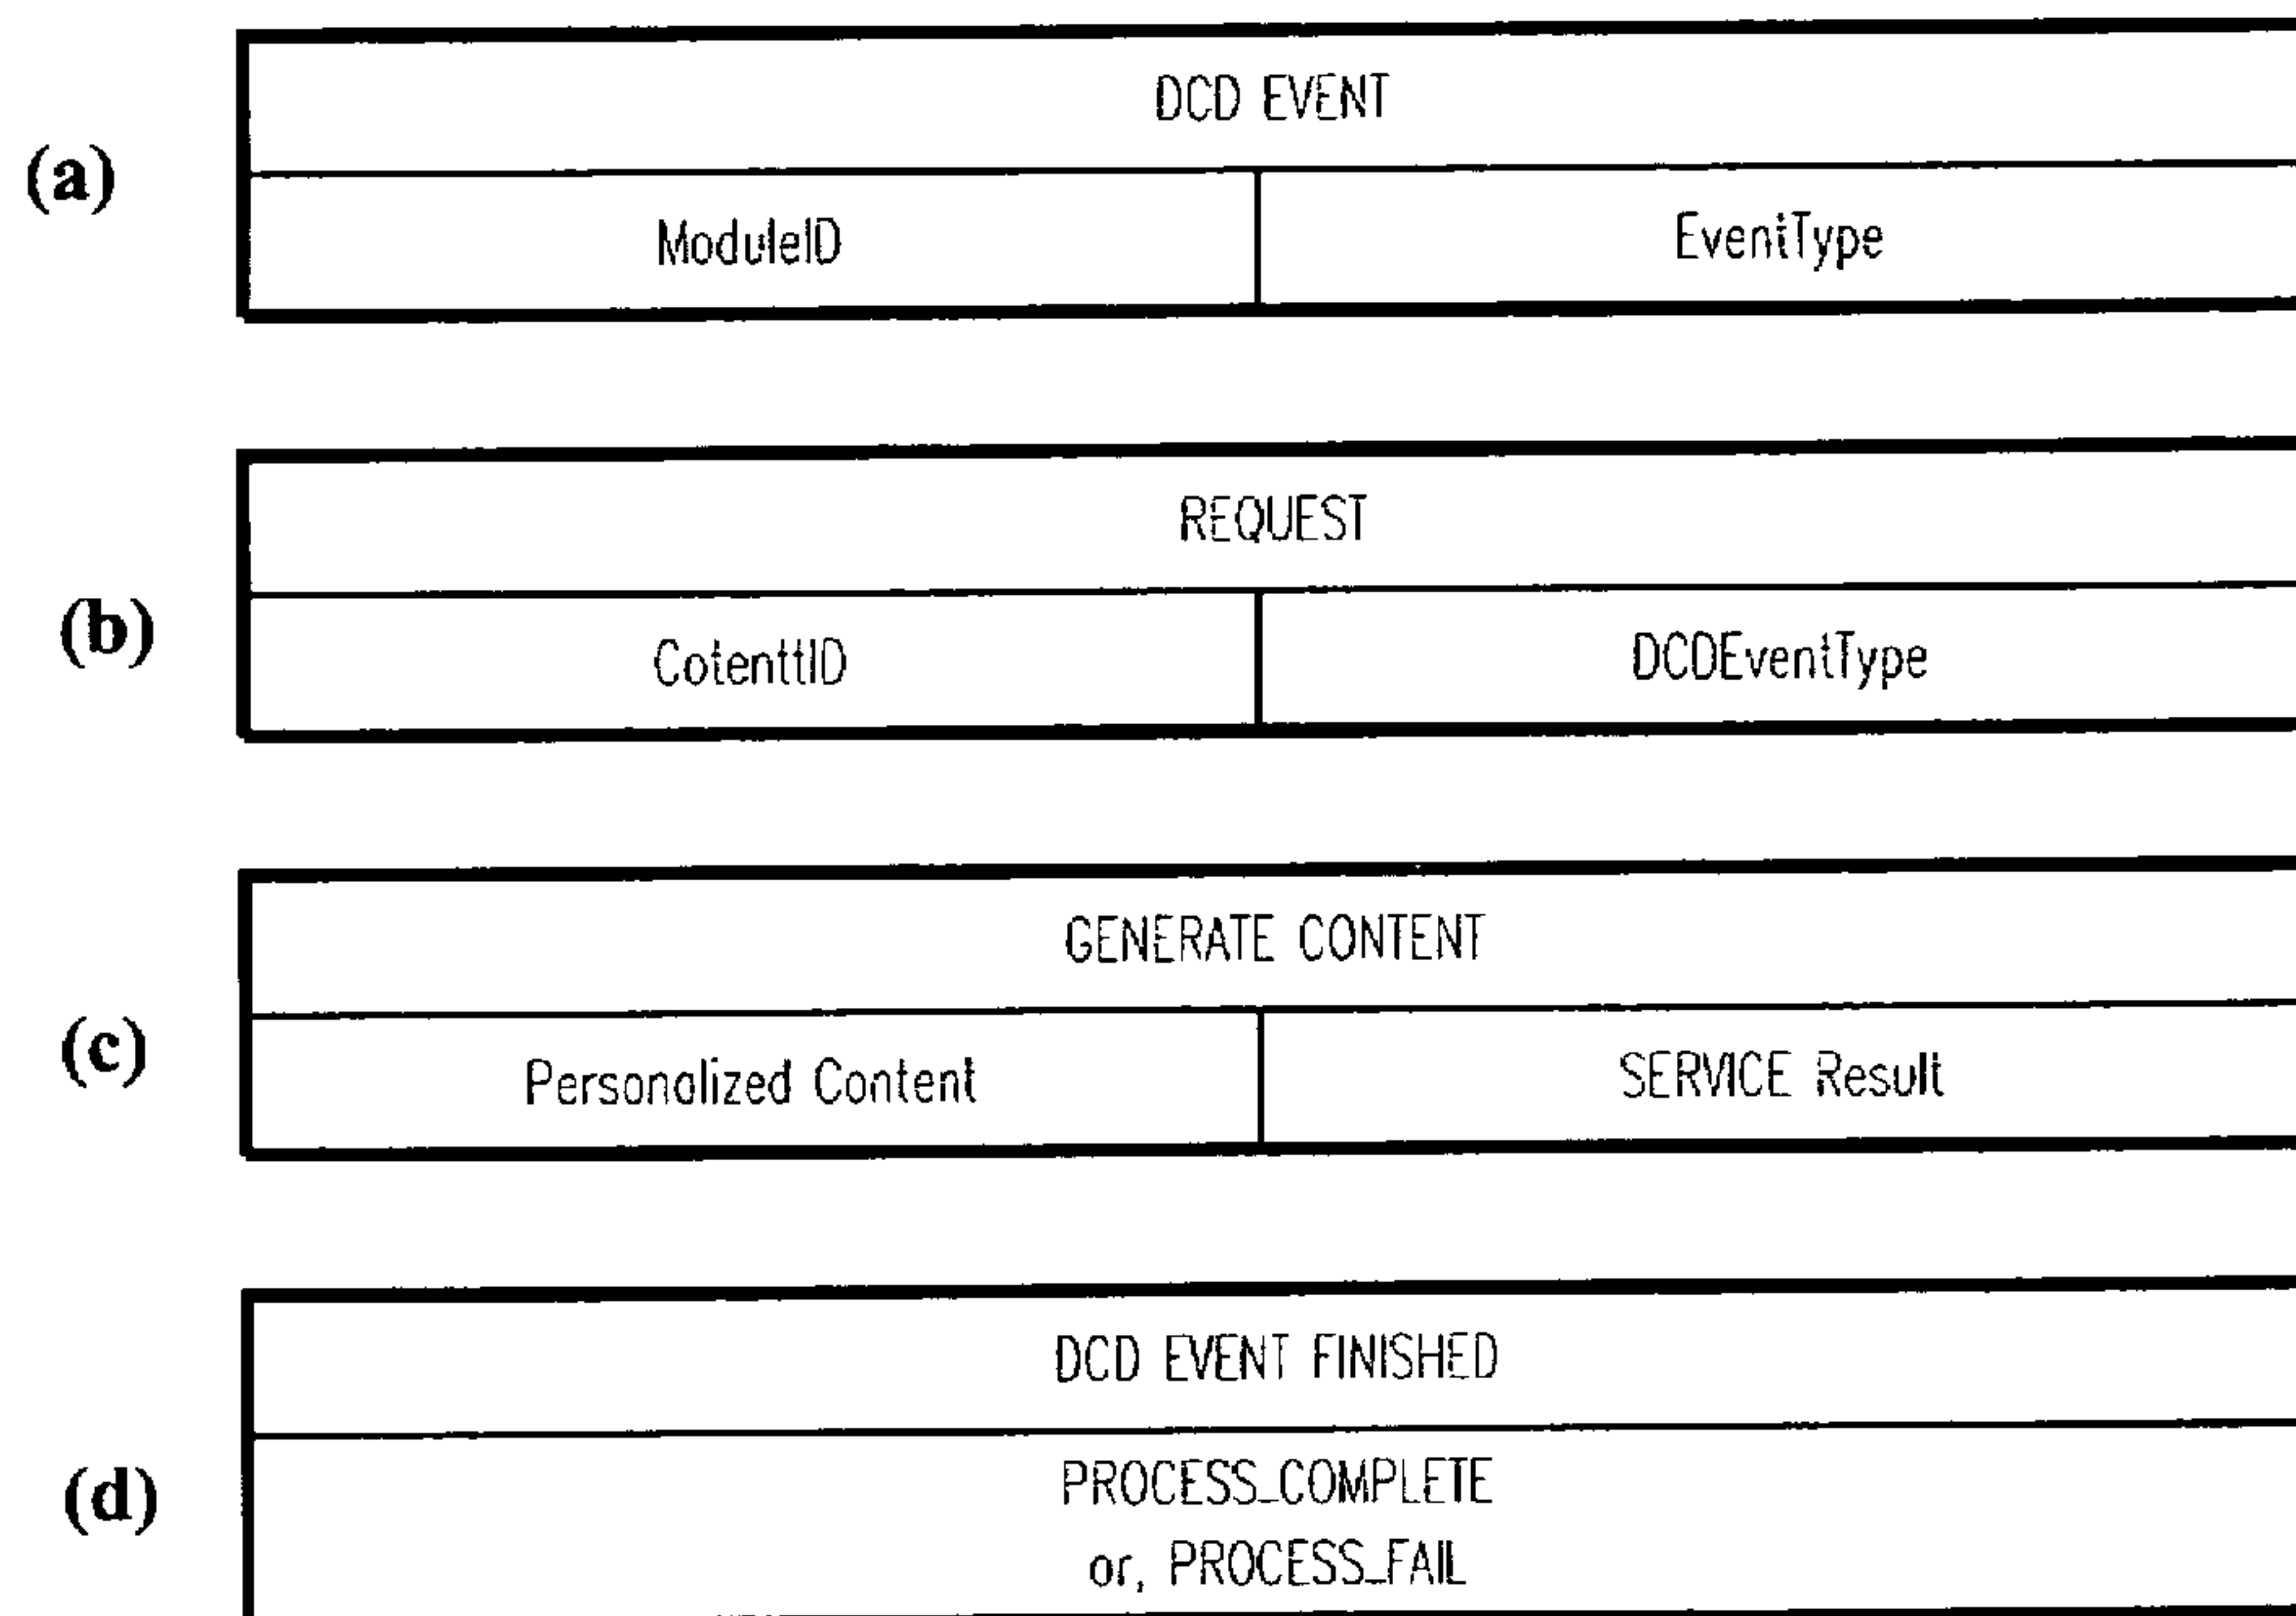 DCD EVENT
(a)
ModuleID
EventType
REQUEST
(b)
CotenttID
DCDEventType
GENERATE CONTENT
(c)
Personalized Content
SERVICE Result
DCD EVENT FINISHED
(d)
PROCESS_COMPLETE
or, PROCESS_FAIL